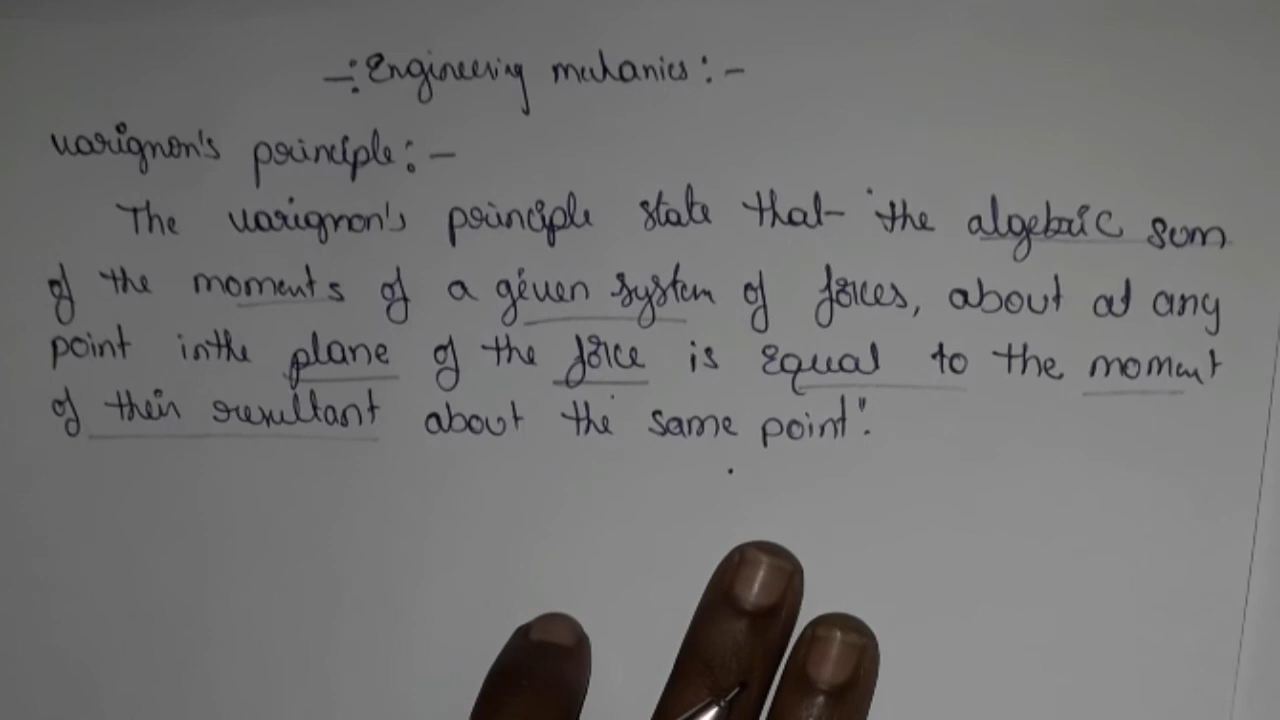 -: Engineering mechanics :-
varignon's principle :-
The varignon's principle state that "the algebraic sum
of the moments of a given system of forces, about at any
point in the plane of the force is equal to the moment
of their resultant about the same point".